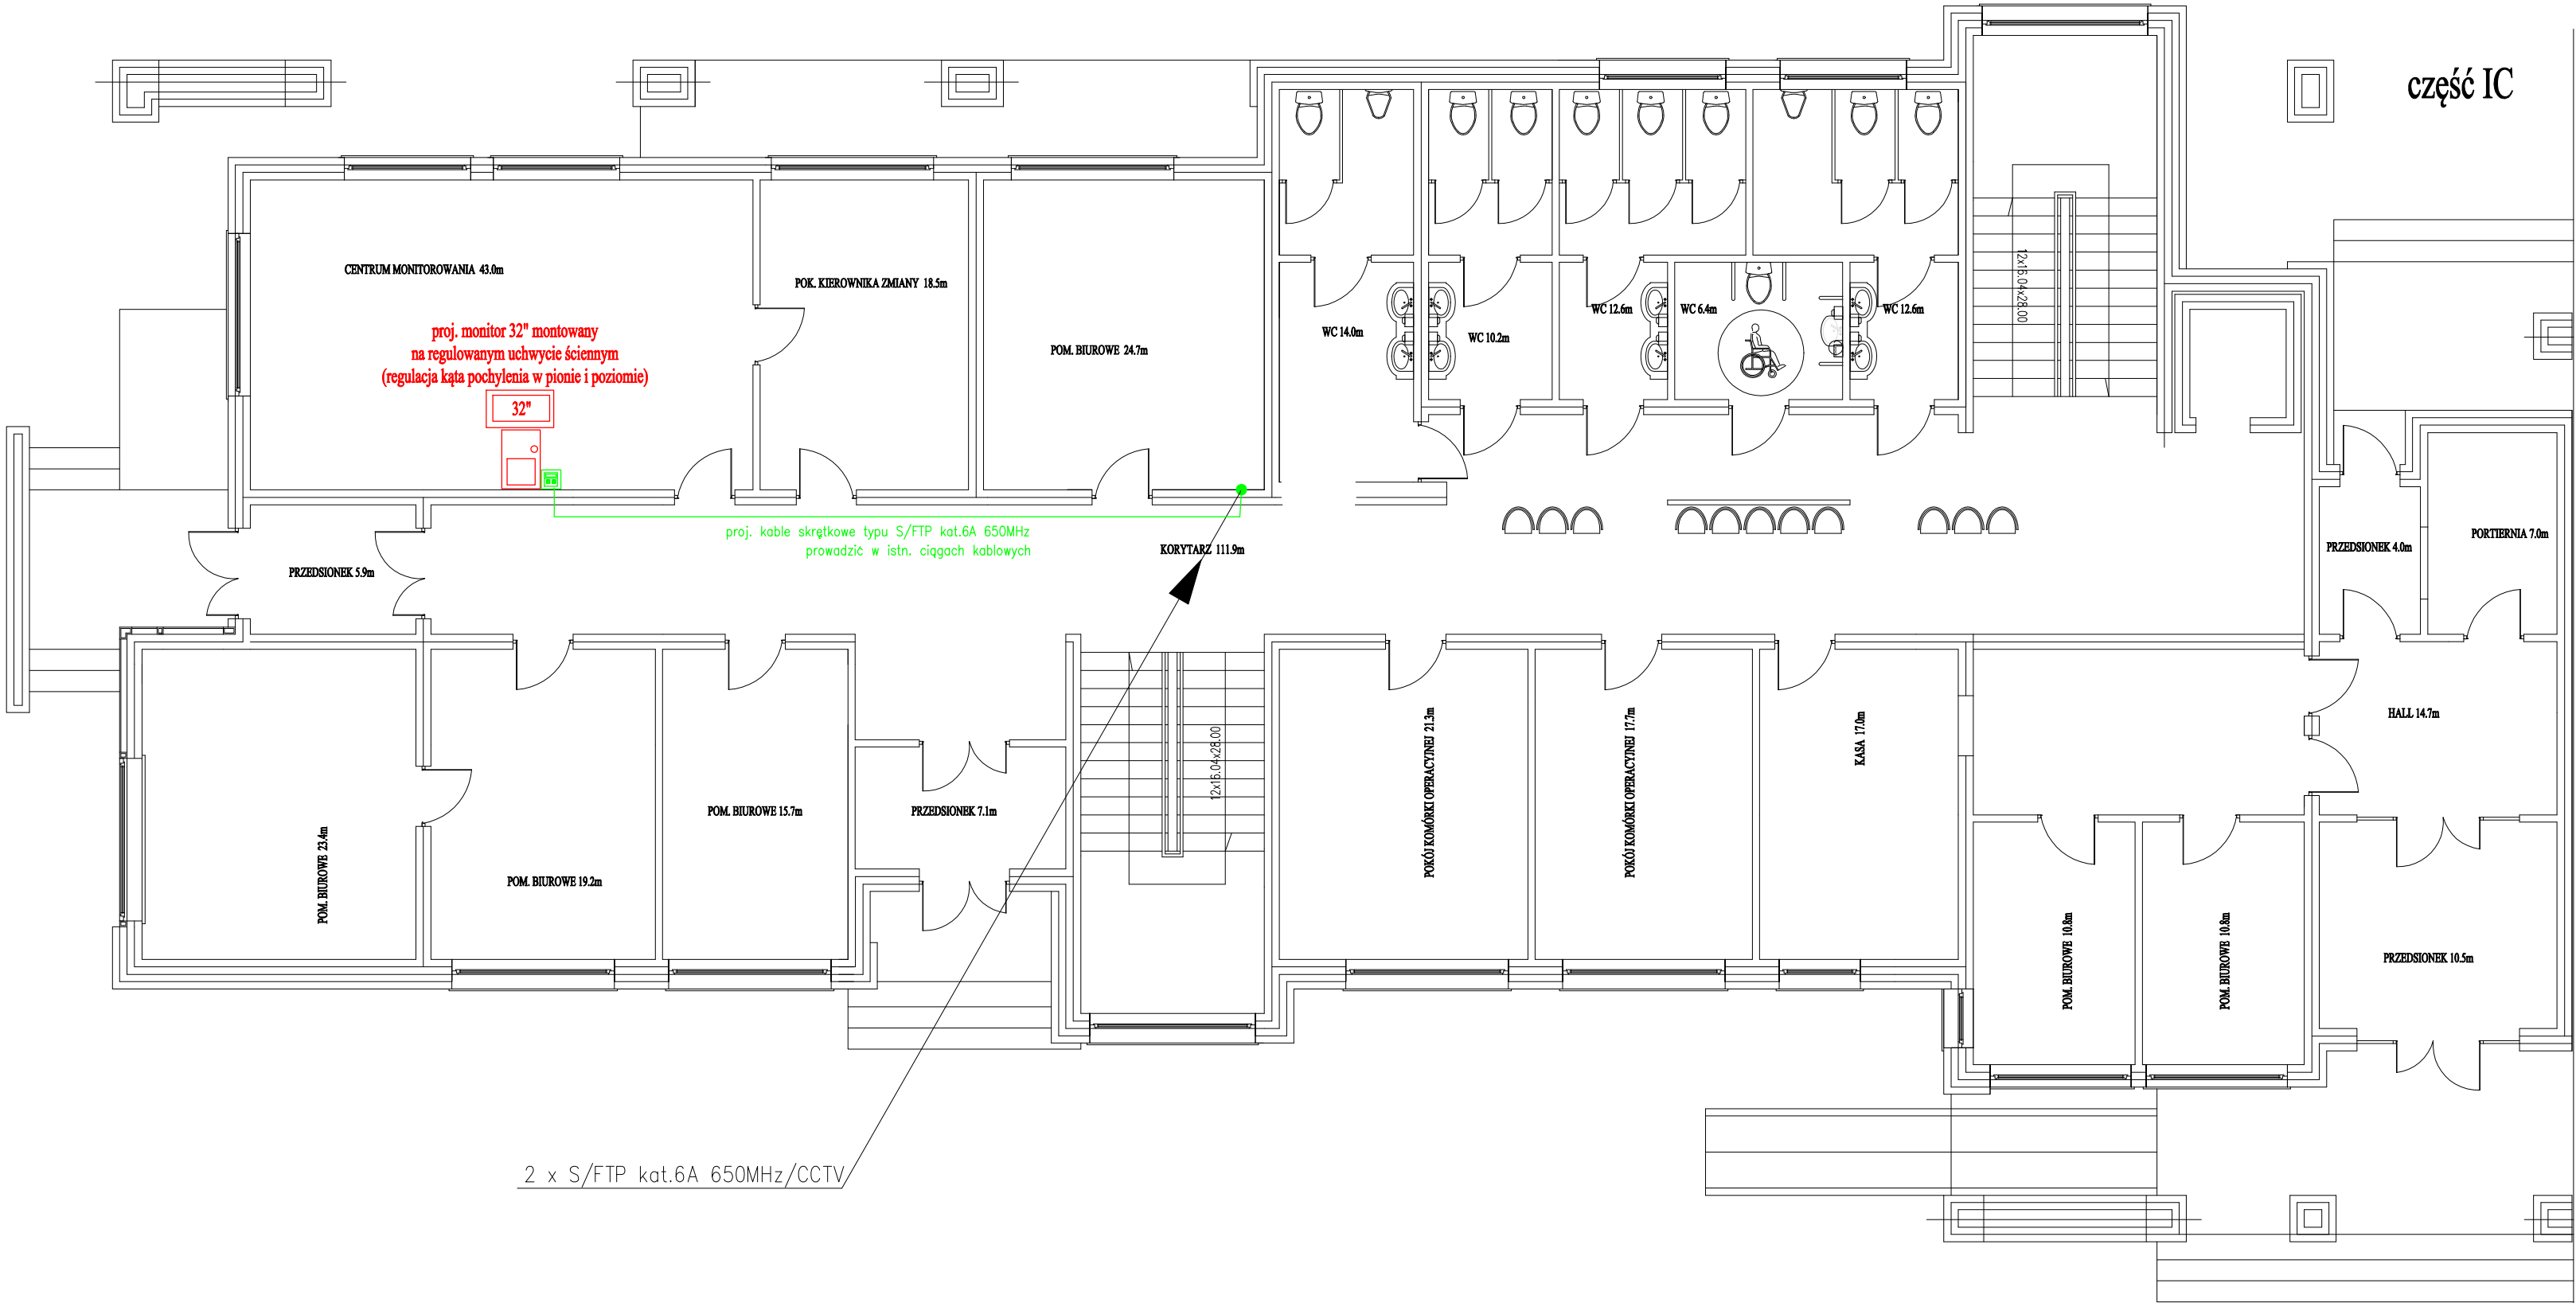 część IC
CENTRUM MONITOROWANIA 43.0m
POK. KIEROWNIKA ZMIANY 18.5m
proj. monitor 32" montowany
na regulowanym uchwycie ściennym
(regulacja kąta pochylenia w pionie i poziomie)
32"
POM. BIUROWE 24.7m
WC 14.0m
WC 10.2m
WC 12.6m
WC 6.4m
WC 12.6m
12x16.04x28.00
proj. kable skrętkowe typu S/FTP kat.6A 650MHz
prowadzić w istn. ciągach kablowych
KORYTARZ 111.9m
PRZEDSIONEK 5.9m
PRZEDSIONEK 4.0m
PORTIERNIA 7.0m
POM. BIUROWE 23.4m
POM. BIUROWE 19.2m
POM. BIUROWE 15.7m
PRZEDSIONEK 7.1m
12x16.04x28.00
POKÓJ KOMÓRKI OPERACYJNEJ 21.3m
POKÓJ KOMÓRKI OPERACYJNEJ 17.7m
KASA 17.0m
HALL 14.7m
POM. BIUROWE 10.8m
POM. BIUROWE 10.8m
PRZEDSIONEK 10.5m
2 x S/FTP kat.6A 650MHz/CCTV